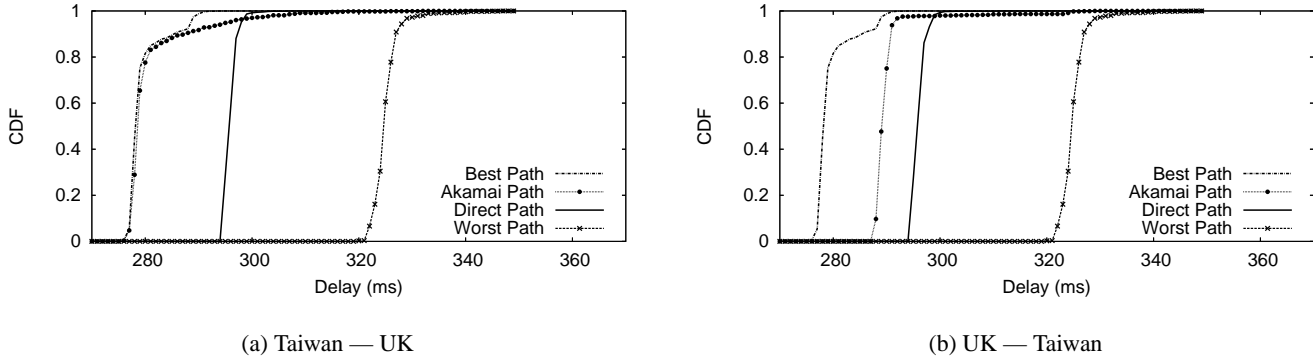 1
0.8
0.6
0.4
0.2
0
CDF
280
300
320
340
360
Delay (ms)
Best Path
Akamai Path
Direct Path
Worst Path
(a) Taiwan — UK
1
0.8
0.6
0.4
0.2
0
CDF
280
300
320
340
360
Delay (ms)
Best Path
Akamai Path
Direct Path
Worst Path
(b) UK — Taiwan